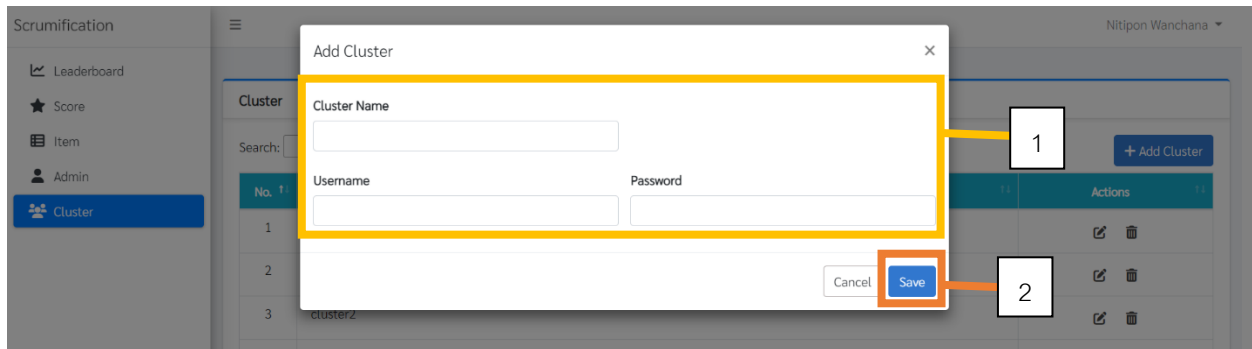 Scrumification
Nitipon Wanchana
Add Cluster
×
Leaderboard
Score
Item
Admin
Cluster
Cluster
Search:
+ Add Cluster
Cluster Name
Username
Password
1
No.
Actions
1
2
3
cluster2
Cancel
Save
2